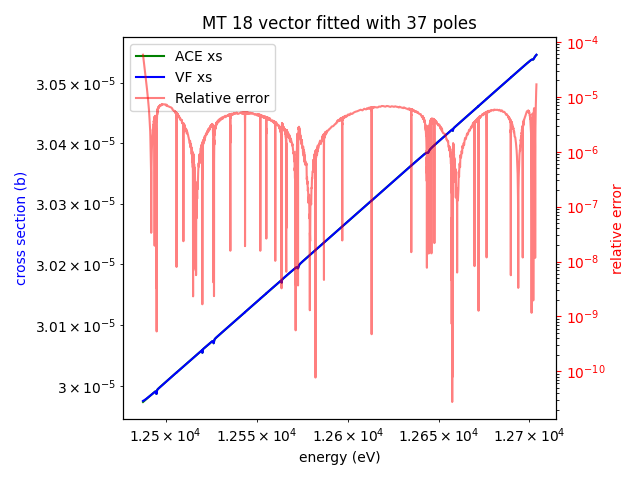 MT 18 vector fitted with 37 poles
ACE xs
VF xs
Relative error
cross section (b)
3.05 × 10⁻⁵
3.04 × 10⁻⁵
3.03 × 10⁻⁵
3.02 × 10⁻⁵
3.01 × 10⁻⁵
3 × 10⁻⁵
10⁻⁴
10⁻⁵
10⁻⁶
10⁻⁷
10⁻⁸
10⁻⁹
10⁻¹⁰
relative error
1.25 × 10⁴ 1.255 × 10⁴ 1.26 × 10⁴ 1.265 × 10⁴ 1.27 × 10⁴
energy (eV)